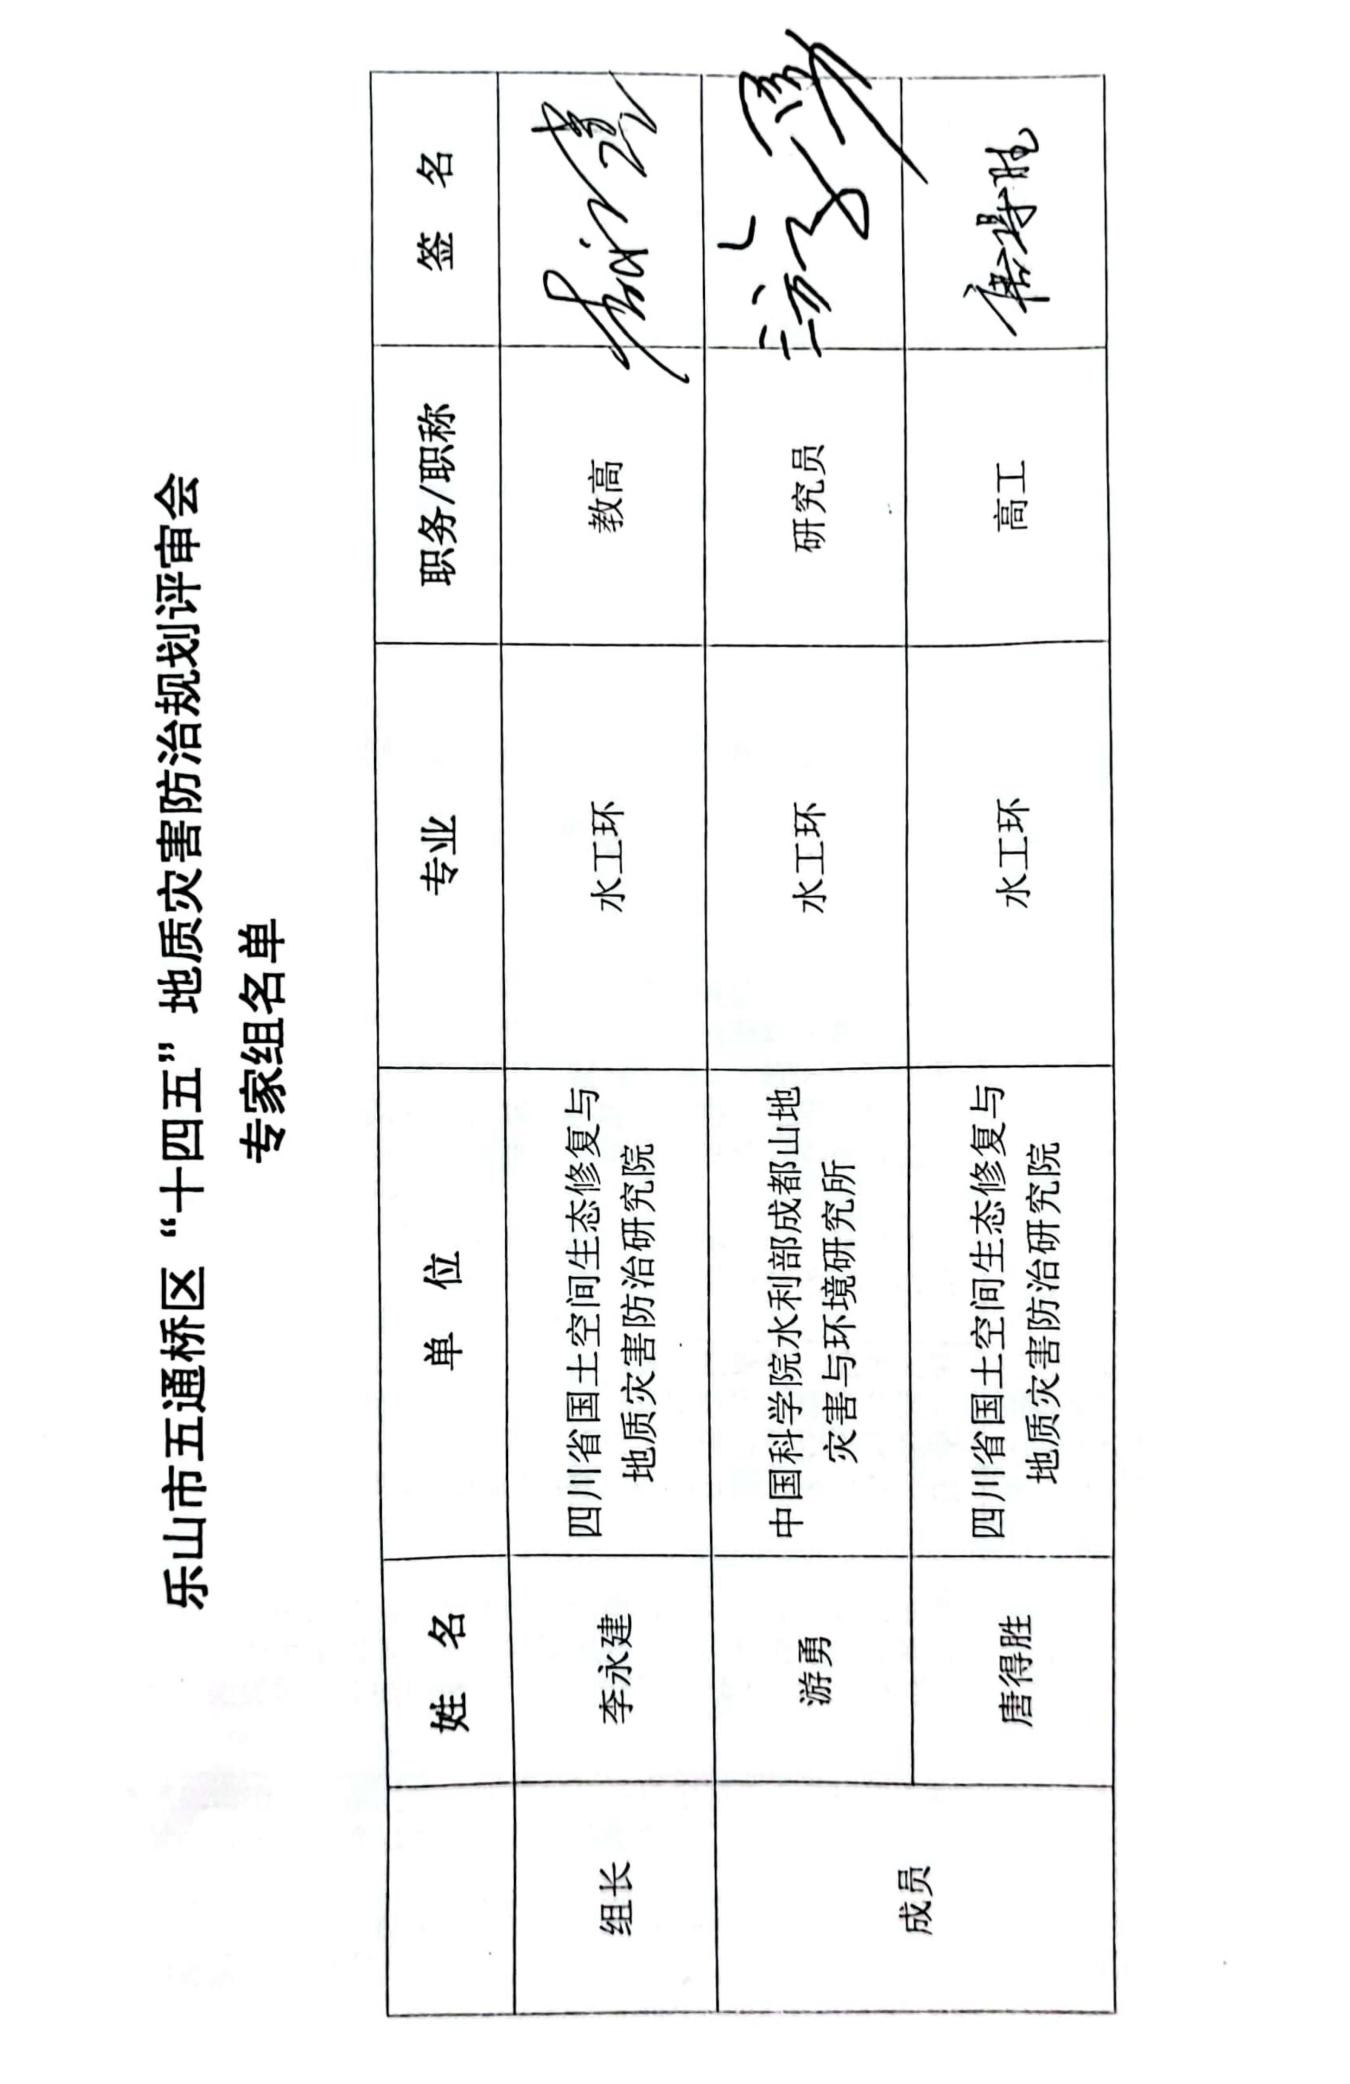 乐山市五通桥区“十四五”地质灾害防治规划评审会
专家组名单
姓 名 单 位 专业 职务/职称 签 名
组长 李永建 四川省国土空间生态修复与 水工环 教高
地质灾害防治研究院
成员 游勇 中国科学院水利部成都山地 水工环 研究员
灾害与环境研究所
唐得胜 四川省国土空间生态修复与 水工环 高工 唐得胜
地质灾害防治研究院